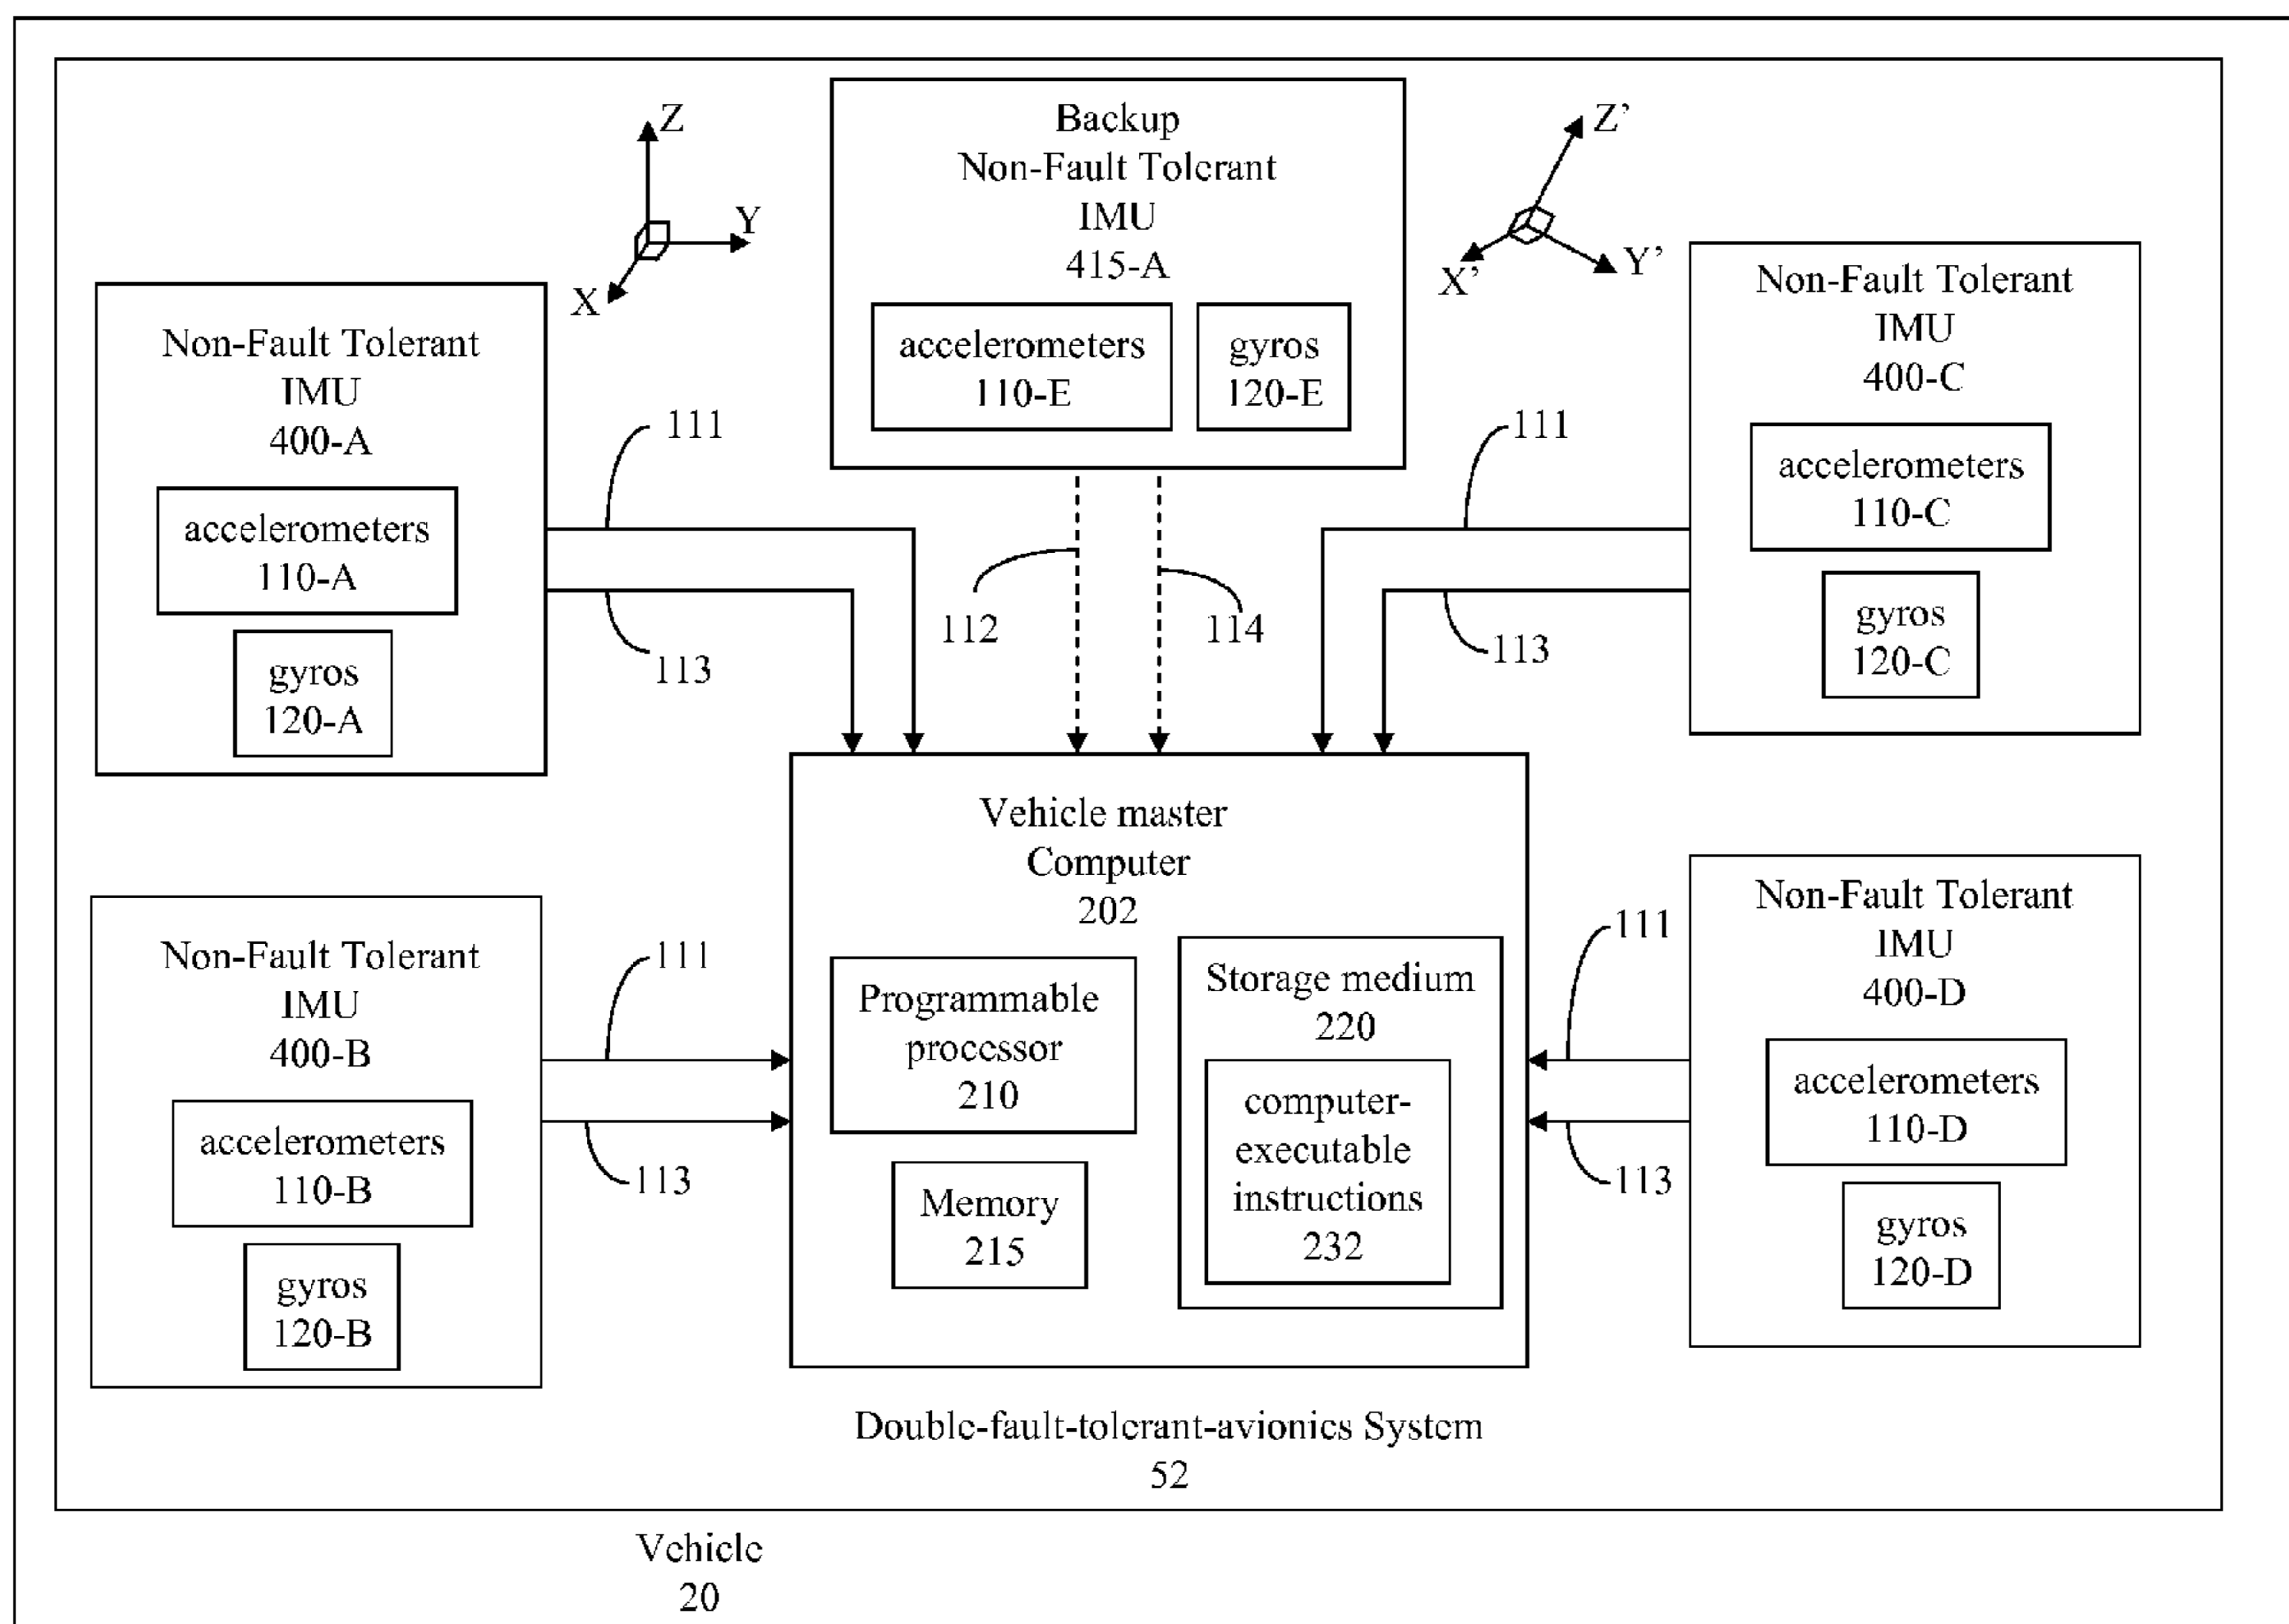 Z
Y
X
Backup
Non-Fault Tolerant
IMU
415-A
accelerometers
110-E
gyros
120-E
Z’
Y’
X’
Non-Fault Tolerant
IMU
400-A
accelerometers
110-A
gyros
120-A
111
113
112
114
111
113
Non-Fault Tolerant
IMU
400-C
accelerometers
110-C
gyros
120-C
Non-Fault Tolerant
IMU
400-B
accelerometers
110-B
gyros
120-B
111
113
Vehicle master
Computer
202
Programmable
processor
210
Memory
215
Storage medium
220
computer-
executable
instructions
232
111
113
Non-Fault Tolerant
IMU
400-D
accelerometers
110-D
gyros
120-D
Double-fault-tolerant-avionics System
52
Vehicle
20